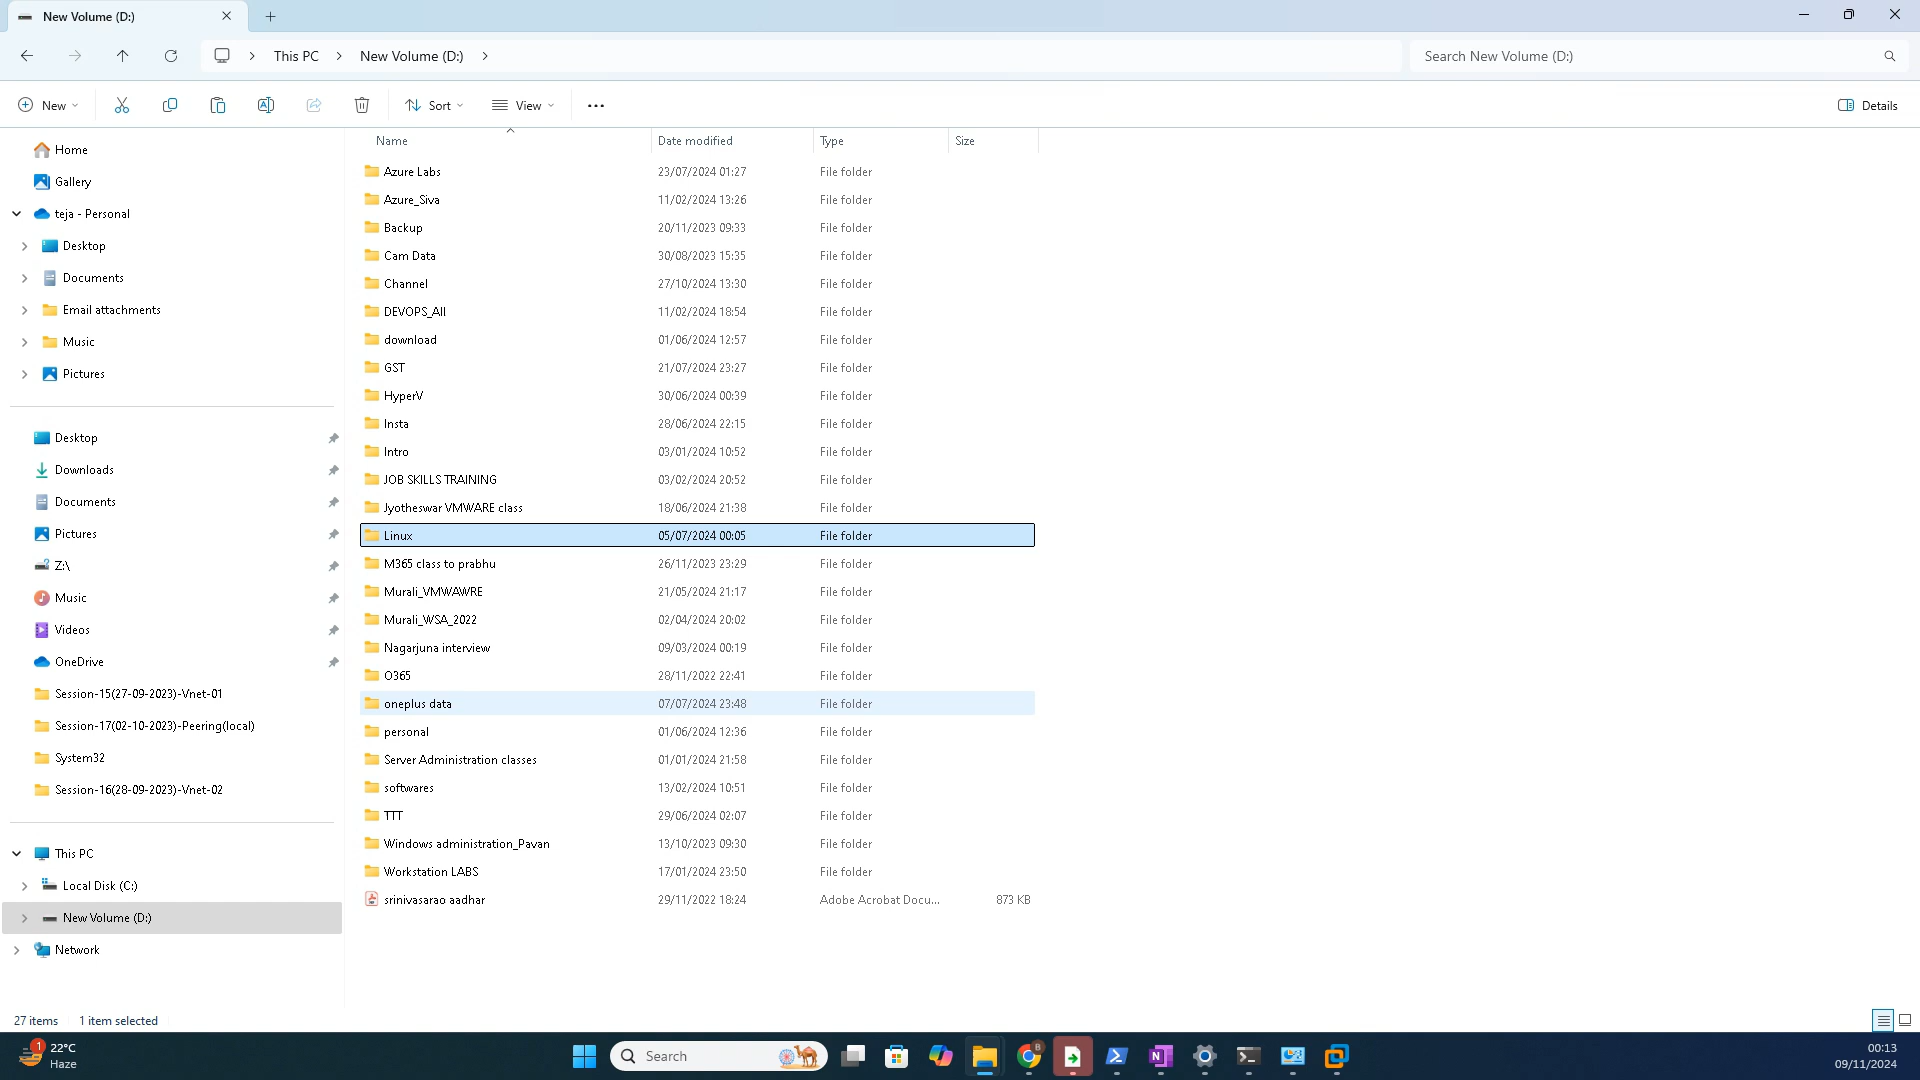 New Volume (D:)
This PC
New Volume (D:)
Search New Volume (D:)
New
Sort
View
Details
Name Date modified Type Size
Home
Gallery
teja - Personal
Desktop
Documents
Email attachments
Music
Pictures
Desktop
Downloads
Documents
Pictures
Z:\
Music
Videos
OneDrive
Session-15(27-09-2023)-Vnet-01
Session-17(02-10-2023)-Peering(local)
System32
Session-16(28-09-2023)-Vnet-02
This PC
Local Disk (C:)
New Volume (D:)
Network
Azure Labs 23/07/2024 01:27 File folder
Azure_Siva 11/02/2024 13:26 File folder
Backup 20/11/2023 09:33 File folder
Cam Data 30/08/2023 15:35 File folder
Channel 27/10/2024 13:30 File folder
DEVOPS_All 11/02/2024 18:54 File folder
download 01/06/2024 12:57 File folder
GST 21/07/2024 23:27 File folder
HyperV 30/06/2024 00:39 File folder
Insta 28/06/2024 22:15 File folder
Intro 03/01/2024 10:52 File folder
JOB SKILLS TRAINING 03/02/2024 20:52 File folder
Jyotheswar VMWARE class 18/06/2024 21:38 File folder
Linux 05/07/2024 00:05 File folder
M365 class to prabhu 26/11/2023 23:29 File folder
Murali_VMWAWRE 21/05/2024 21:17 File folder
Murali_WSA_2022 02/04/2024 20:02 File folder
Nagarjuna interview 09/03/2024 00:19 File folder
O365 28/11/2022 22:41 File folder
oneplus data 07/07/2024 23:48 File folder
personal 01/06/2024 12:36 File folder
Server Administration classes 01/01/2024 21:58 File folder
softwares 13/02/2024 10:51 File folder
TTT 29/06/2024 02:07 File folder
Windows administration_Pavan 13/10/2023 09:30 File folder
Workstation LABS 17/01/2024 23:50 File folder
srinivasarao aadhar 29/11/2022 18:24 Adobe Acrobat Docu... 873 KB
27 items 1 item selected
1
22°C
Haze
Search
B
N
00:13
09/11/2024